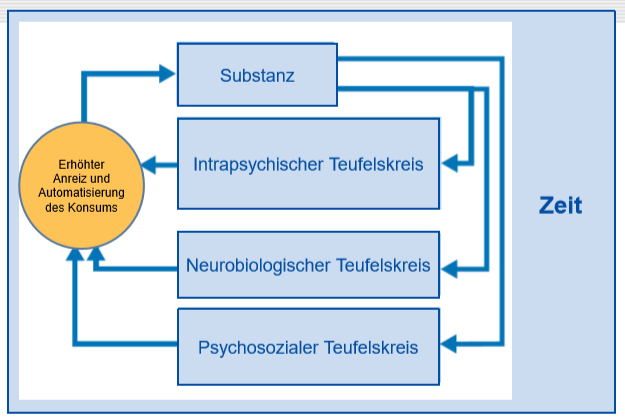 Substanz
Erhöhter
Anreiz und
Automatisierung
des Konsums
Intrapsychischer Teufelskreis
Neurobiologischer Teufelskreis
Psychosozialer Teufelskreis
Zeit